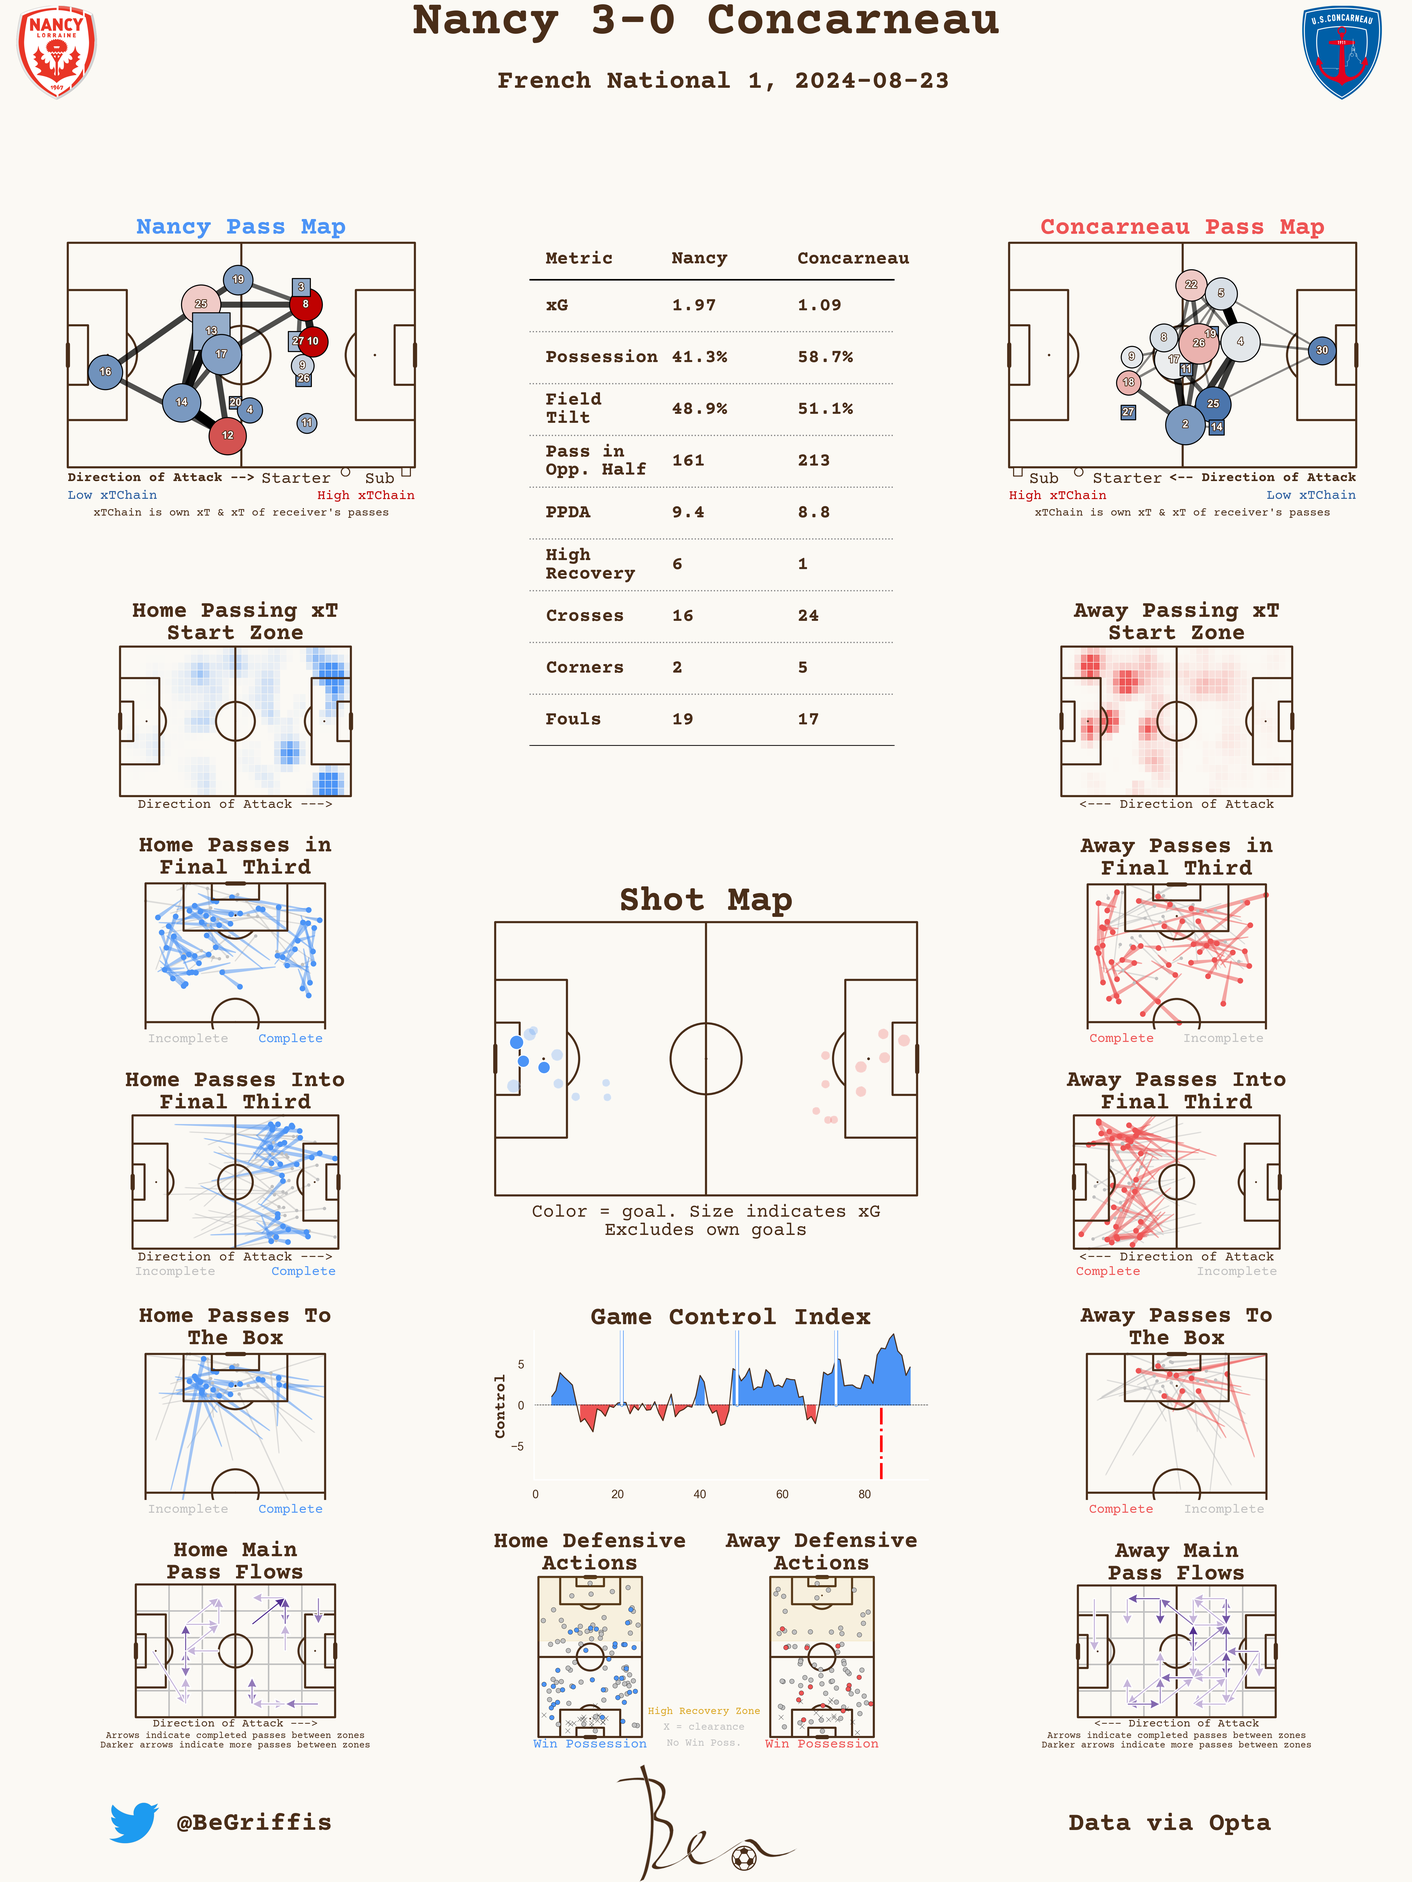 Nancy 3-0 Concarneau
French National 1, 2024-08-23
NANCY
LORRAINE
1967
U.S.CONCARNEAU
1911
Nancy Pass Map
19
3
25
8
13
27
10
17
9
26
16
14
20
4
11
12
Direction of Attack --> Starter Sub
Low xTChain High xTChain
xTChain is own xT & xT of receiver's passes
Metric Nancy Concarneau
xG 1.97 1.09
Possession 41.3% 58.7%
Field
Tilt 48.9% 51.1%
Pass in
Opp. Half 161 213
PPDA 9.4 8.8
High
Recovery 6 1
Crosses 16 24
Corners 2 5
Fouls 19 17
Concarneau Pass Map
22
5
8
19
26
4
9
17
30
11
18
25
27
2
14
Sub Starter <-- Direction of Attack
High xTChain Low xTChain
xTChain is own xT & xT of receiver's passes
Home Passing xT
Start Zone
Direction of Attack --->
Away Passing xT
Start Zone
<--- Direction of Attack
Home Passes in
Final Third
Incomplete Complete
Away Passes in
Final Third
Complete Incomplete
Shot Map
Color = goal. Size indicates xG
Excludes own goals
Home Passes Into
Final Third
Direction of Attack --->
Incomplete Complete
Away Passes Into
Final Third
<--- Direction of Attack
Complete Incomplete
Home Passes To
The Box
Incomplete Complete
Game Control Index
Control
5
0
−5
0 20 40 60 80
Away Passes To
The Box
Complete Incomplete
Home Main
Pass Flows
Direction of Attack --->
Arrows indicate completed passes between zones
Darker arrows indicate more passes between zones
Home Defensive
Actions
Win Possession
High Recovery Zone
X = clearance
No Win Poss.
Away Defensive
Actions
Win Possession
Away Main
Pass Flows
<--- Direction of Attack
Arrows indicate completed passes between zones
Darker arrows indicate more passes between zones
@BeGriffis
Ben
Data via Opta